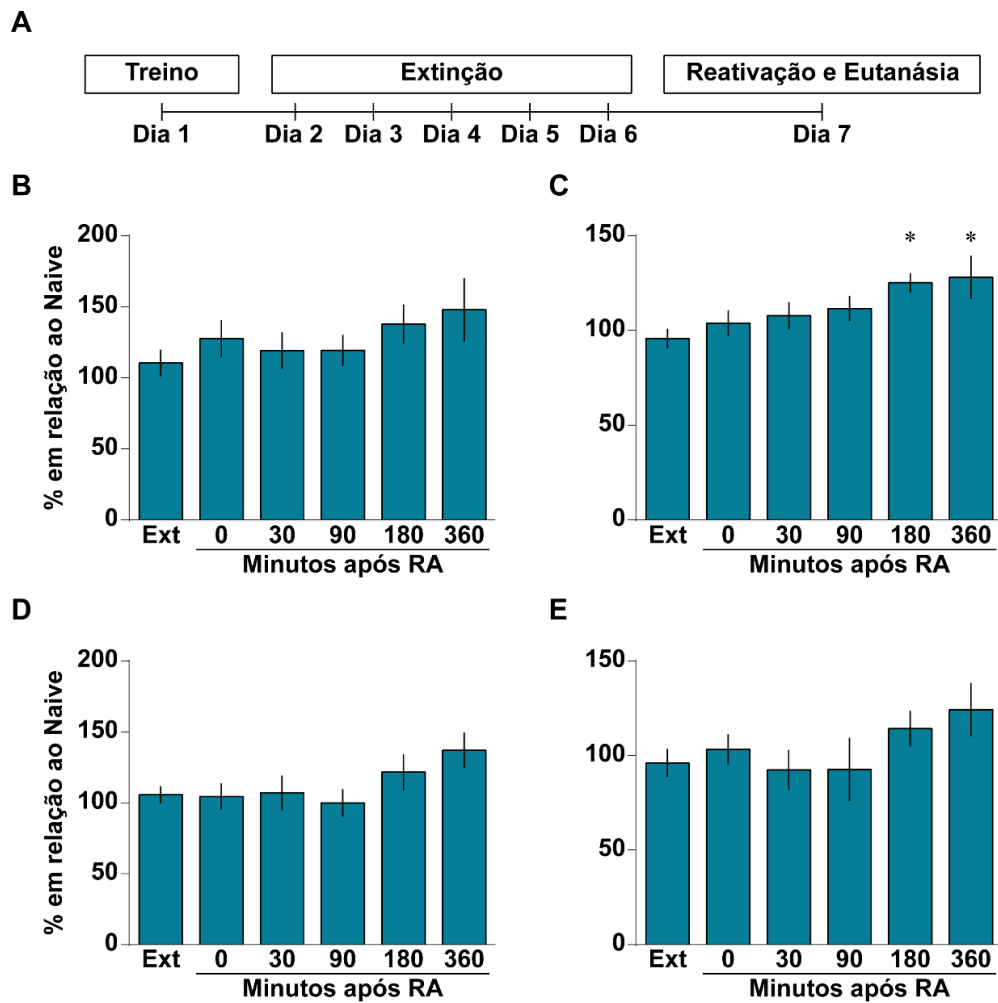 A
Treino Extinção Reativação e Eutanásia
Dia 1 Dia 2 Dia 3 Dia 4 Dia 5 Dia 6 Dia 7
B
% em relação ao Naive
200
150
100
50
0
Ext 0 30 90 180 360
Minutos após RA
C
150
100
50
0
* *
Ext 0 30 90 180 360
Minutos após RA
D
% em relação ao Naive
200
150
100
50
0
Ext 0 30 90 180 360
Minutos após RA
E
150
100
50
0
Ext 0 30 90 180 360
Minutos após RA